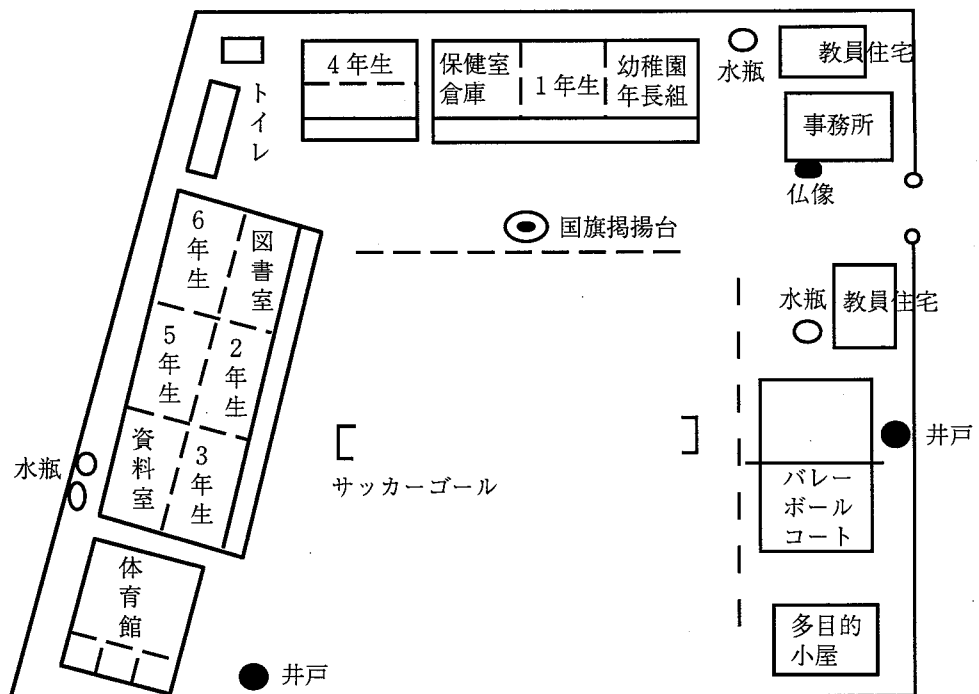 4年生
保健室
倉庫
1年生
幼稚園
年長組
水瓶
教員住宅
事務所
仏像
トイレ
国旗掲揚台
6年生
図書室
5年生
2年生
資料室
3年生
水瓶
教員住宅
水瓶
サッカーゴール
井戸
バレー
ボール
コート
体育館
井戸
多目的
小屋